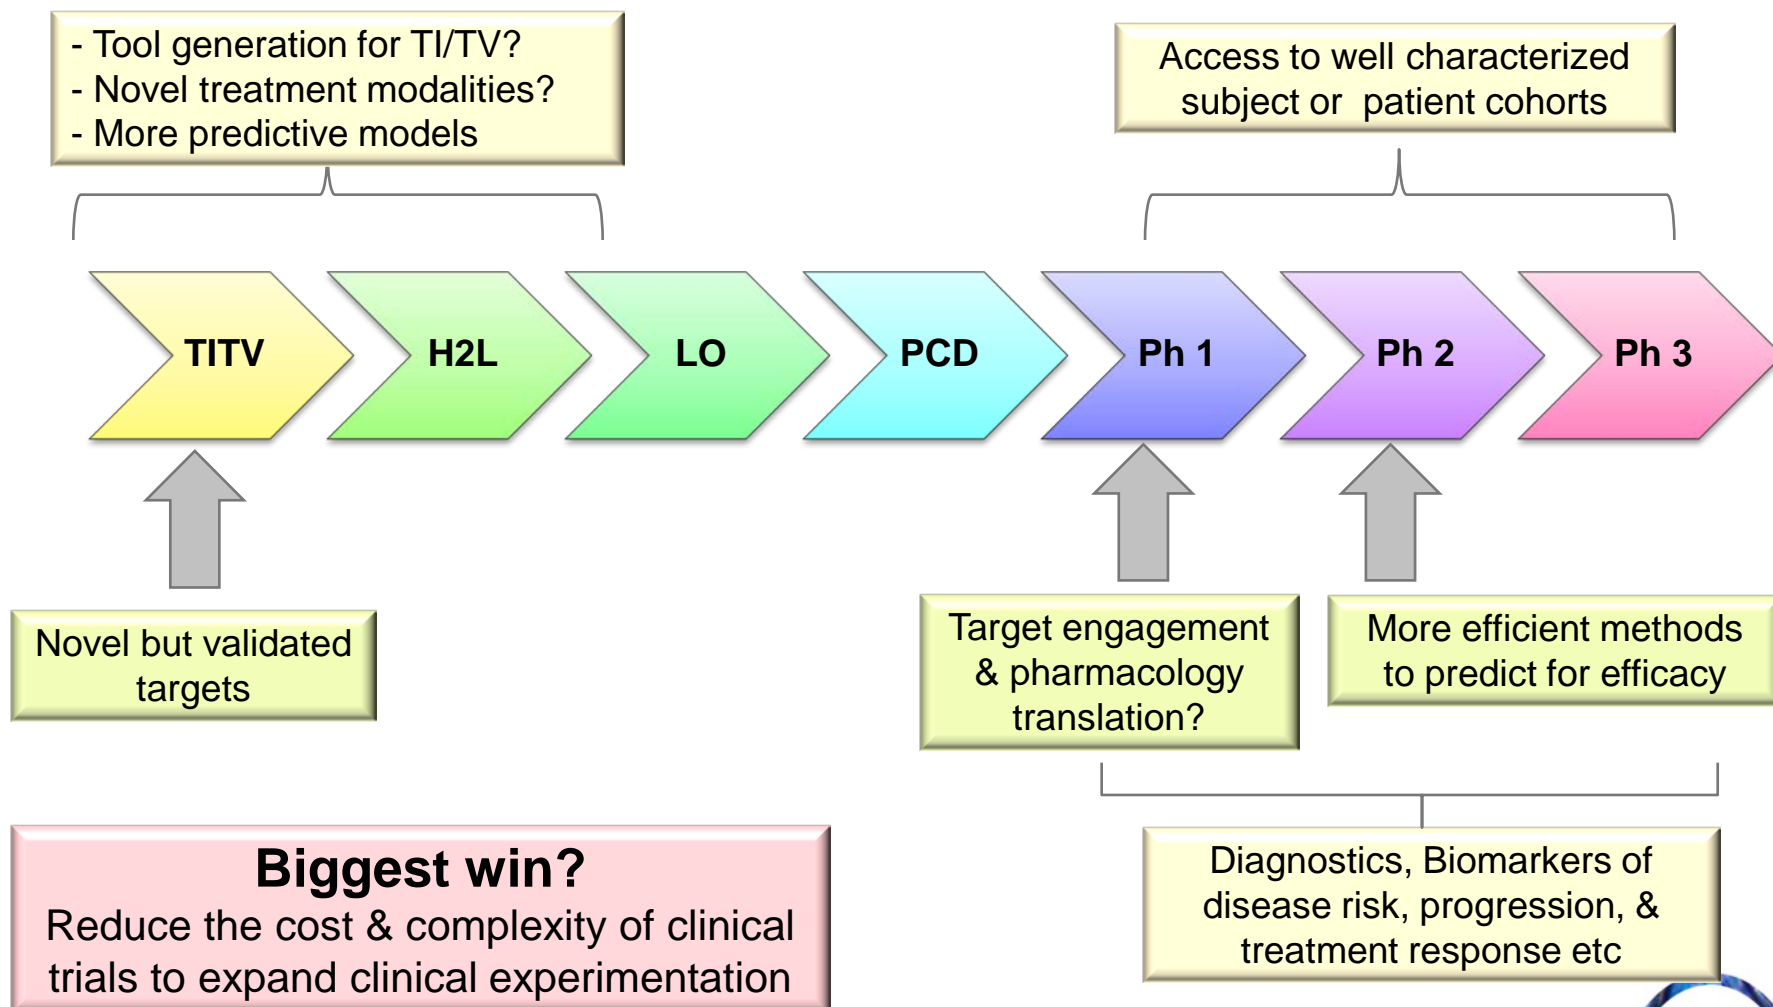 - Tool generation for TI/TV?
- Novel treatment modalities?
- More predictive models
Access to well characterized
subject or patient cohorts
TITV
H2L
LO
PCD
Ph 1
Ph 2
Ph 3
Novel but validated
targets
Target engagement
& pharmacology
translation?
More efficient methods
to predict for efficacy
Biggest win?
Reduce the cost & complexity of clinical
trials to expand clinical experimentation
Diagnostics, Biomarkers of
disease risk, progression, &
treatment response etc